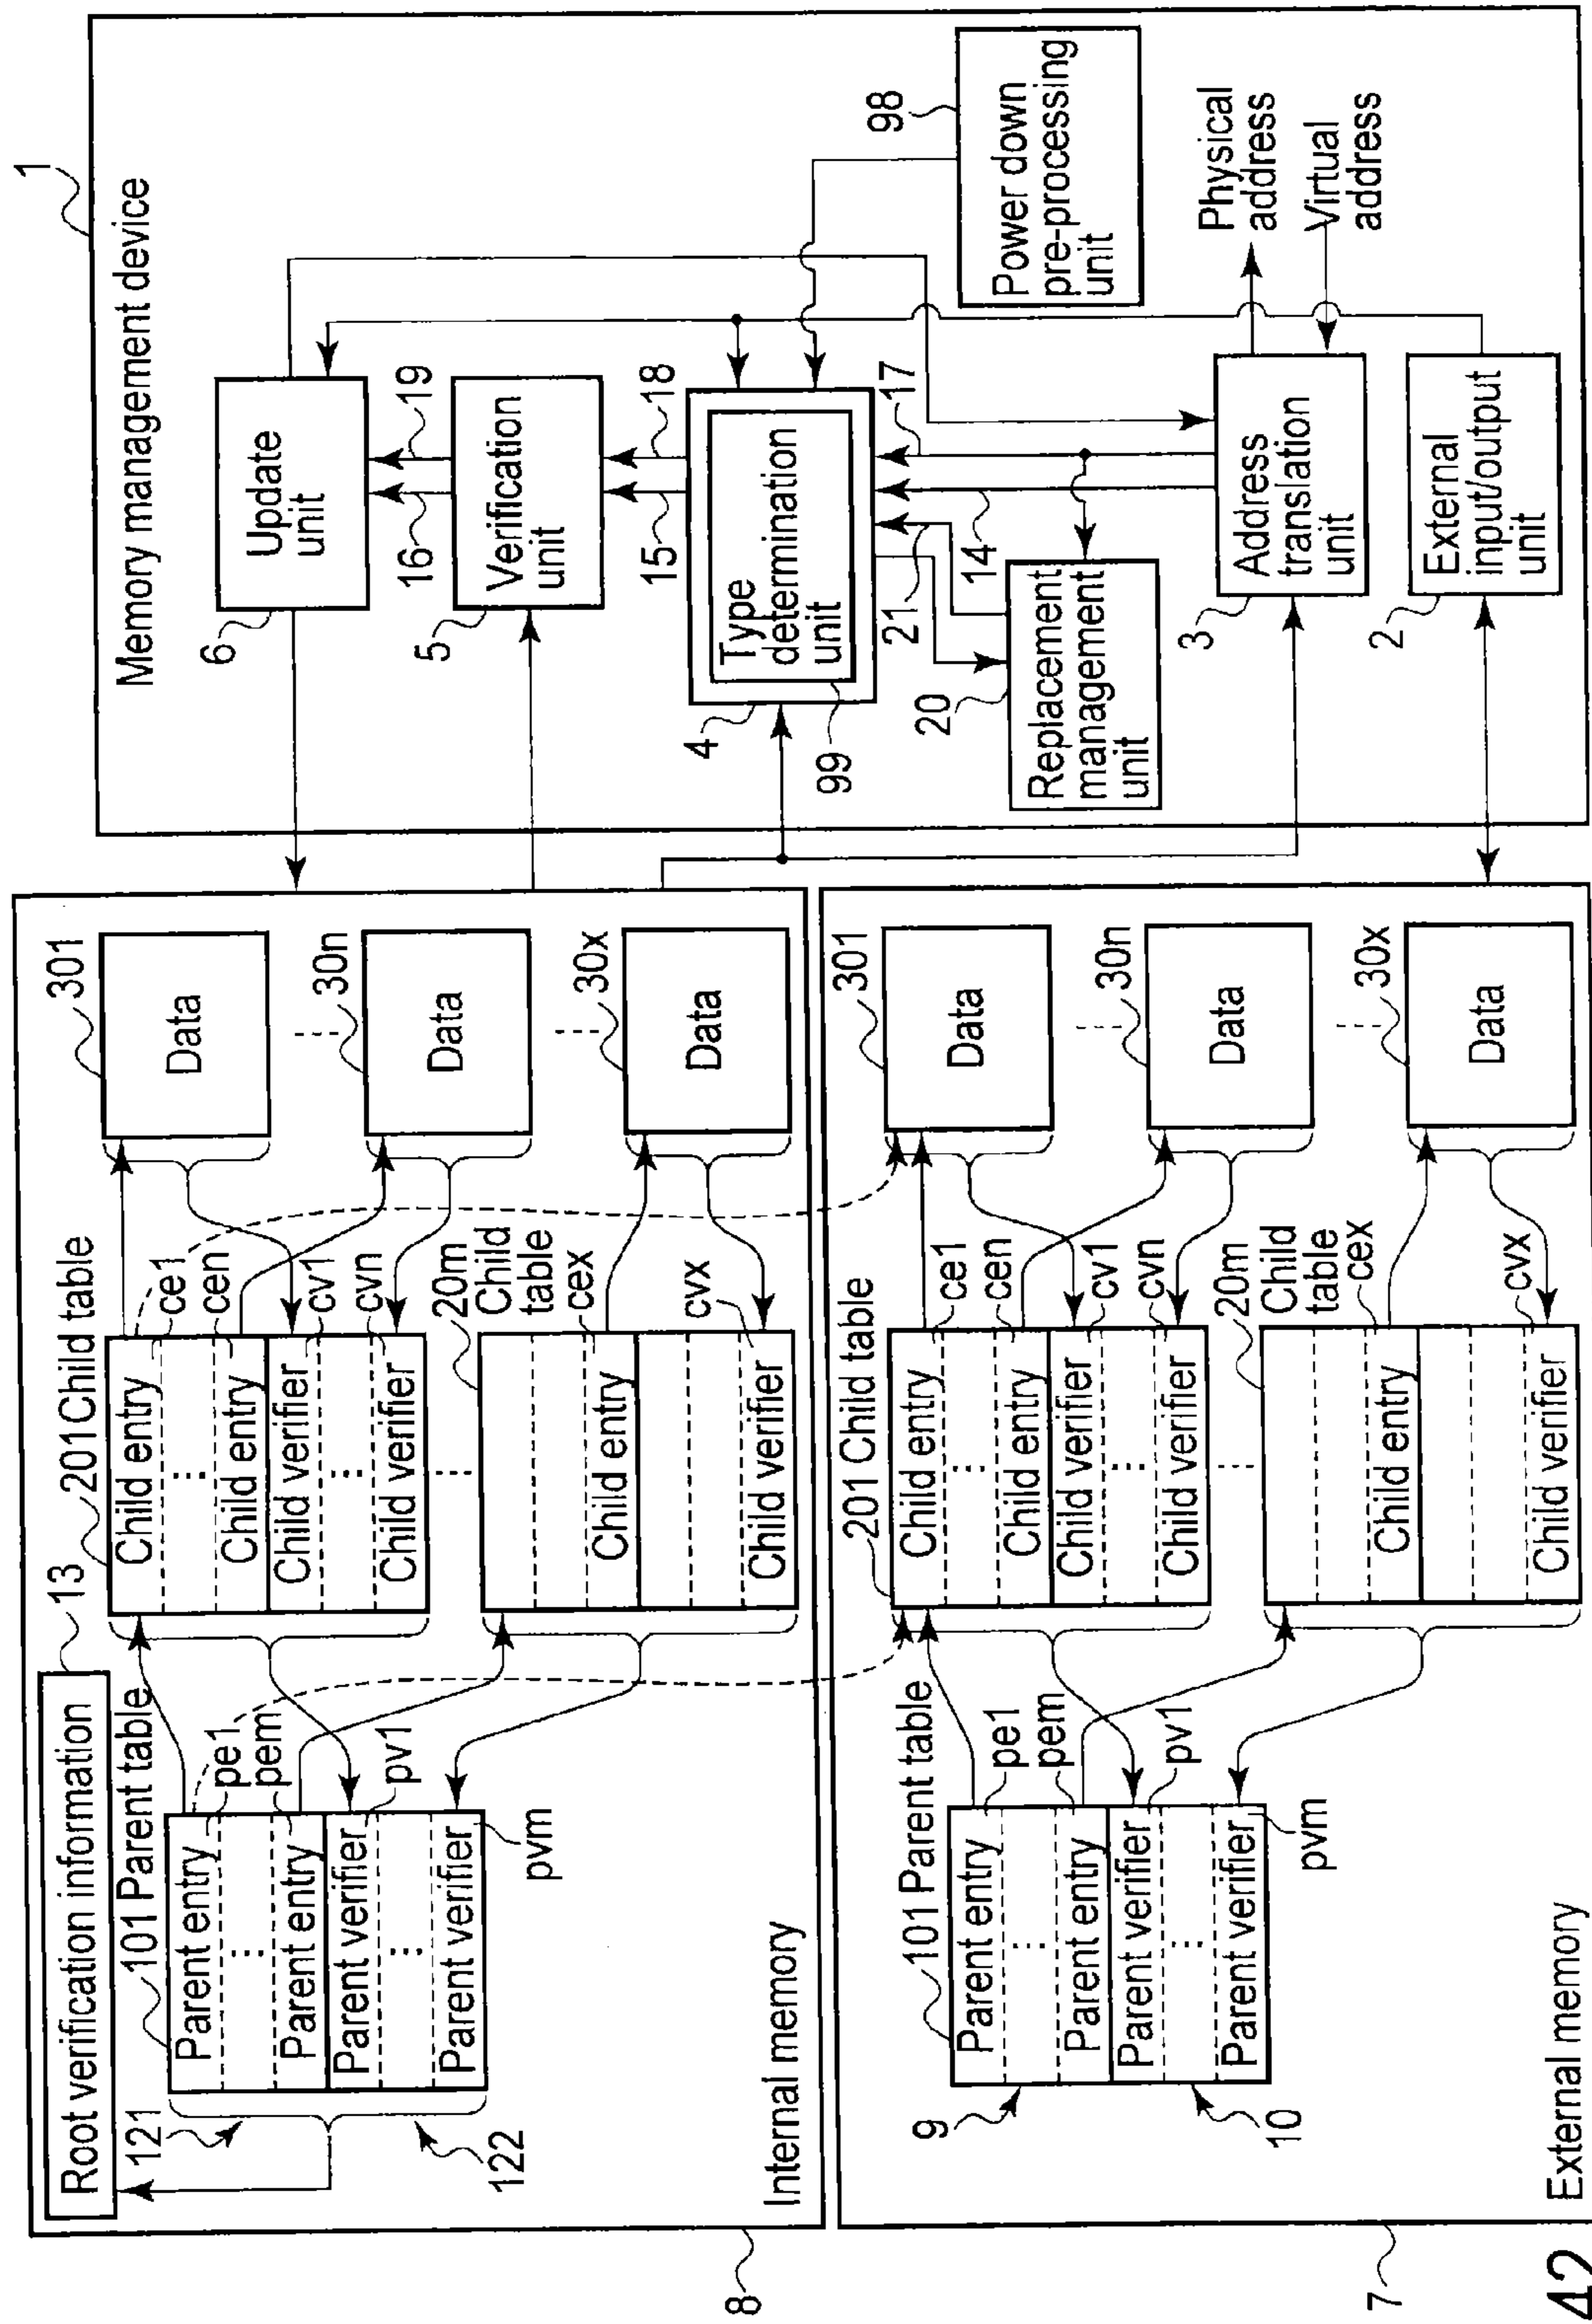 1
Memory management device
6
Update
unit
16
19
5
Verification
unit
15
18
4
Type
determination
unit
99
21
20
Replacement
management
unit
14
17
98
Power down
pre-processing
unit
3
Address
translation
unit
Physical
address
Virtual
address
2
External
input/output
unit
8
Internal memory
13
Root verification information
121
122
101 Parent table
Parent entry
pe1
...
Parent entry
pem
Parent verifier
pv1
...
Parent verifier
pvm
201 Child table
Child entry
ce1
...
Child entry
cen
Child verifier
cv1
...
Child verifier
cvn
20m
Child
table
Child entry
cex
Child verifier
cvx
301
Data
30n
Data
30x
Data
7
External memory
9
10
101 Parent table
Parent entry
pe1
...
Parent entry
pem
Parent verifier
pv1
...
Parent verifier
pvm
201 Child table
Child entry
ce1
...
Child entry
cen
Child verifier
cv1
...
Child verifier
cvn
20m
Child
table
Child entry
cex
Child verifier
cvx
301
Data
30n
Data
30x
Data
42